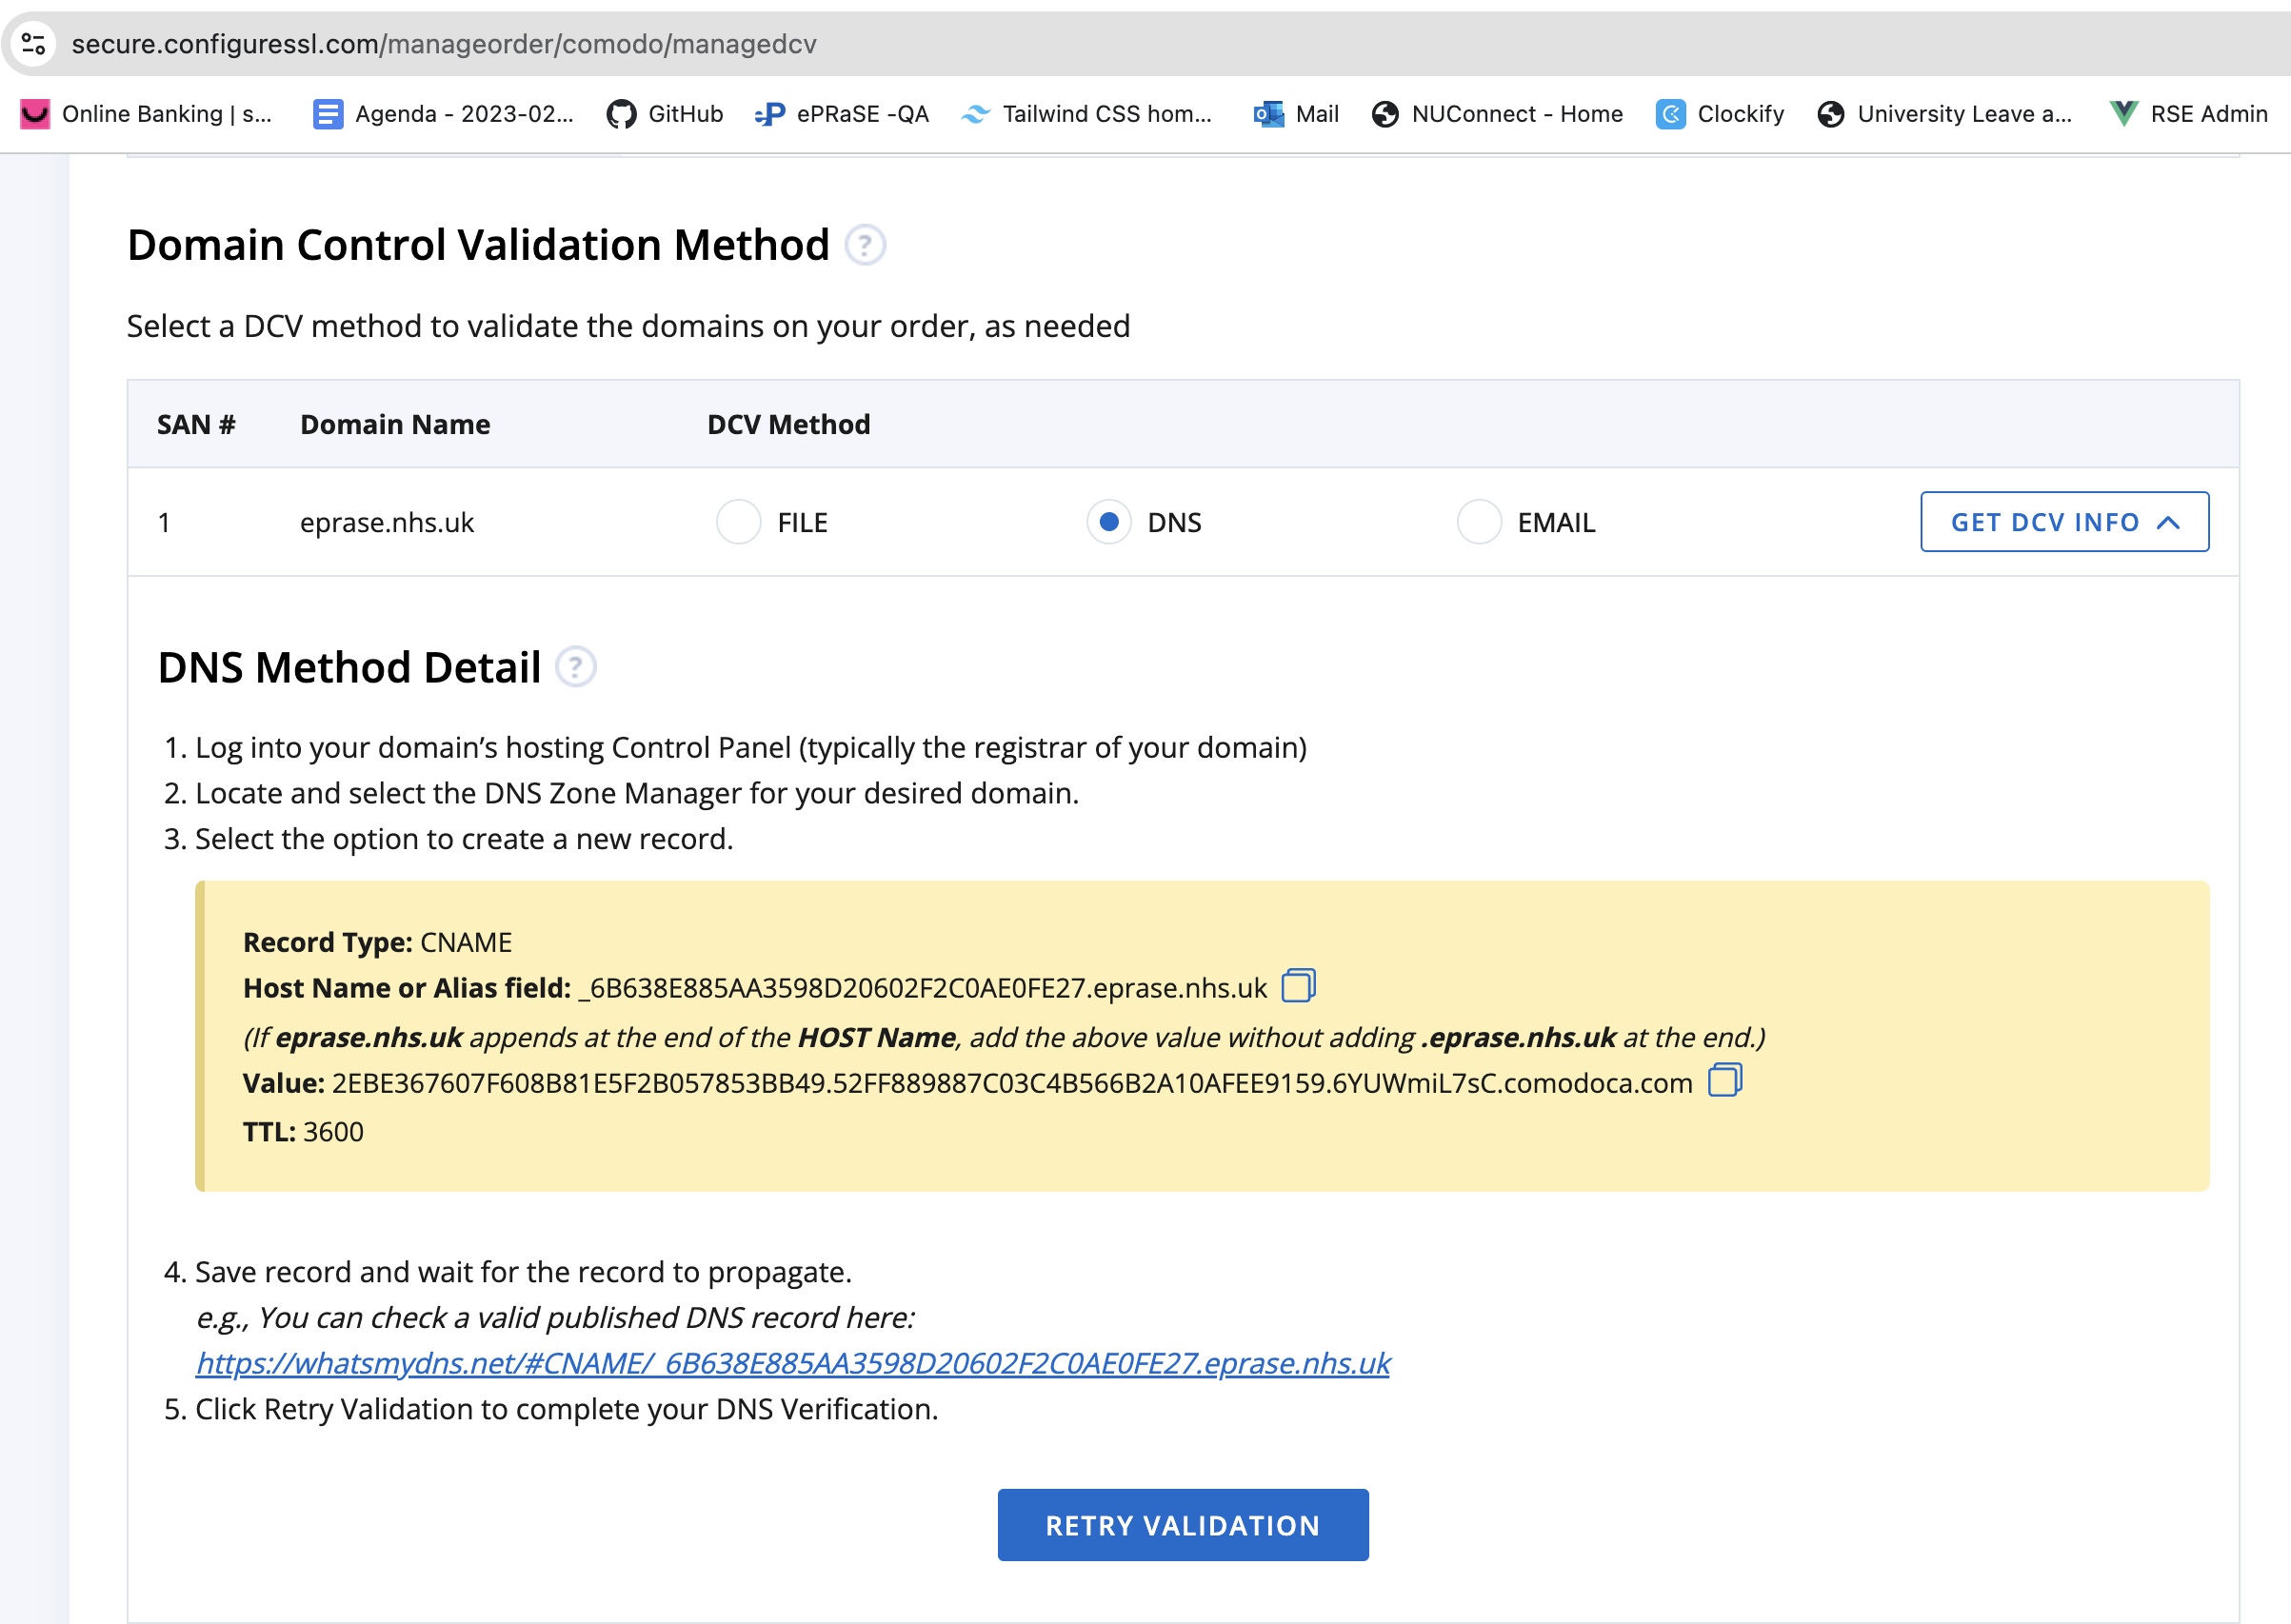 secure.configuressl.com/manageorder/comodo/managedcv
Online Banking | s... Agenda - 2023-02... GitHub ePRaSE -QA Tailwind CSS hom... Mail NUConnect - Home Clockify University Leave a... RSE Admin
Domain Control Validation Method ?
Select a DCV method to validate the domains on your order, as needed
SAN # Domain Name DCV Method
1 eprase.nhs.uk FILE DNS EMAIL GET DCV INFO
DNS Method Detail ?
1. Log into your domain’s hosting Control Panel (typically the registrar of your domain)
2. Locate and select the DNS Zone Manager for your desired domain.
3. Select the option to create a new record.
Record Type: CNAME
Host Name or Alias field: _6B638E885AA3598D20602F2C0AE0FE27.eprase.nhs.uk
(If eprase.nhs.uk appends at the end of the HOST Name, add the above value without adding .eprase.nhs.uk at the end.)
Value: 2EBE367607F608B81E5F2B057853BB49.52FF889887C03C4B566B2A10AFEE9159.6YUWmiL7sC.comodoca.com
TTL: 3600
4. Save record and wait for the record to propagate.
e.g., You can check a valid published DNS record here:
https://whatsmydns.net/#CNAME/_6B638E885AA3598D20602F2C0AE0FE27.eprase.nhs.uk
5. Click Retry Validation to complete your DNS Verification.
RETRY VALIDATION